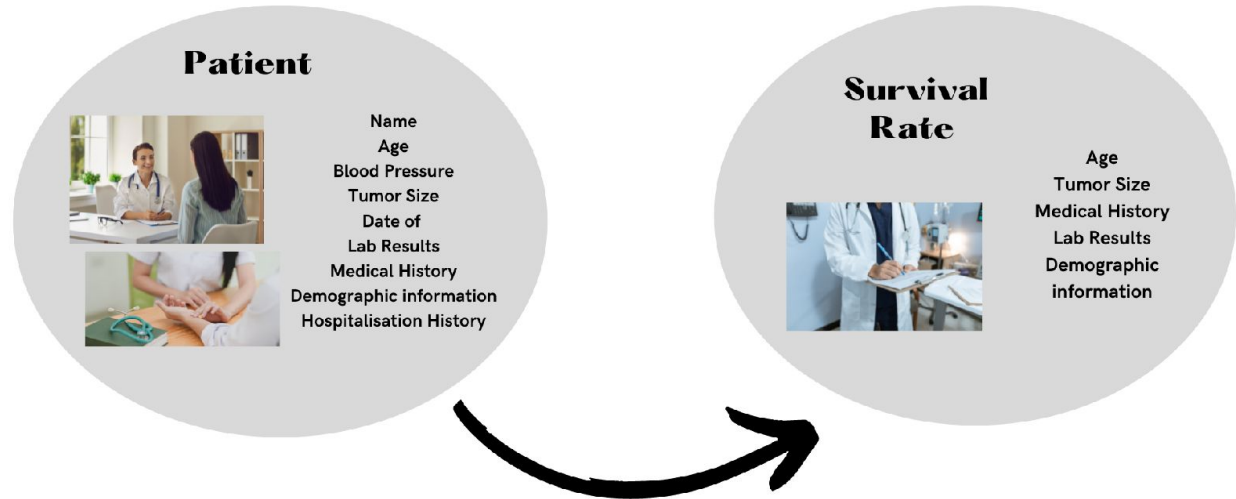 Patient
Name
Age
Blood Pressure
Tumor Size
Date of
Lab Results
Medical History
Demographic information
Hospitalisation History
Survival
Rate
Age
Tumor Size
Medical History
Lab Results
Demographic
information